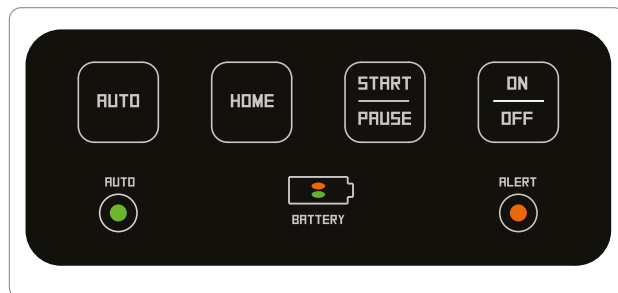 AUTO
HOME
START
PAUSE
ON
OFF
AUTO
BATTERY
ALERT